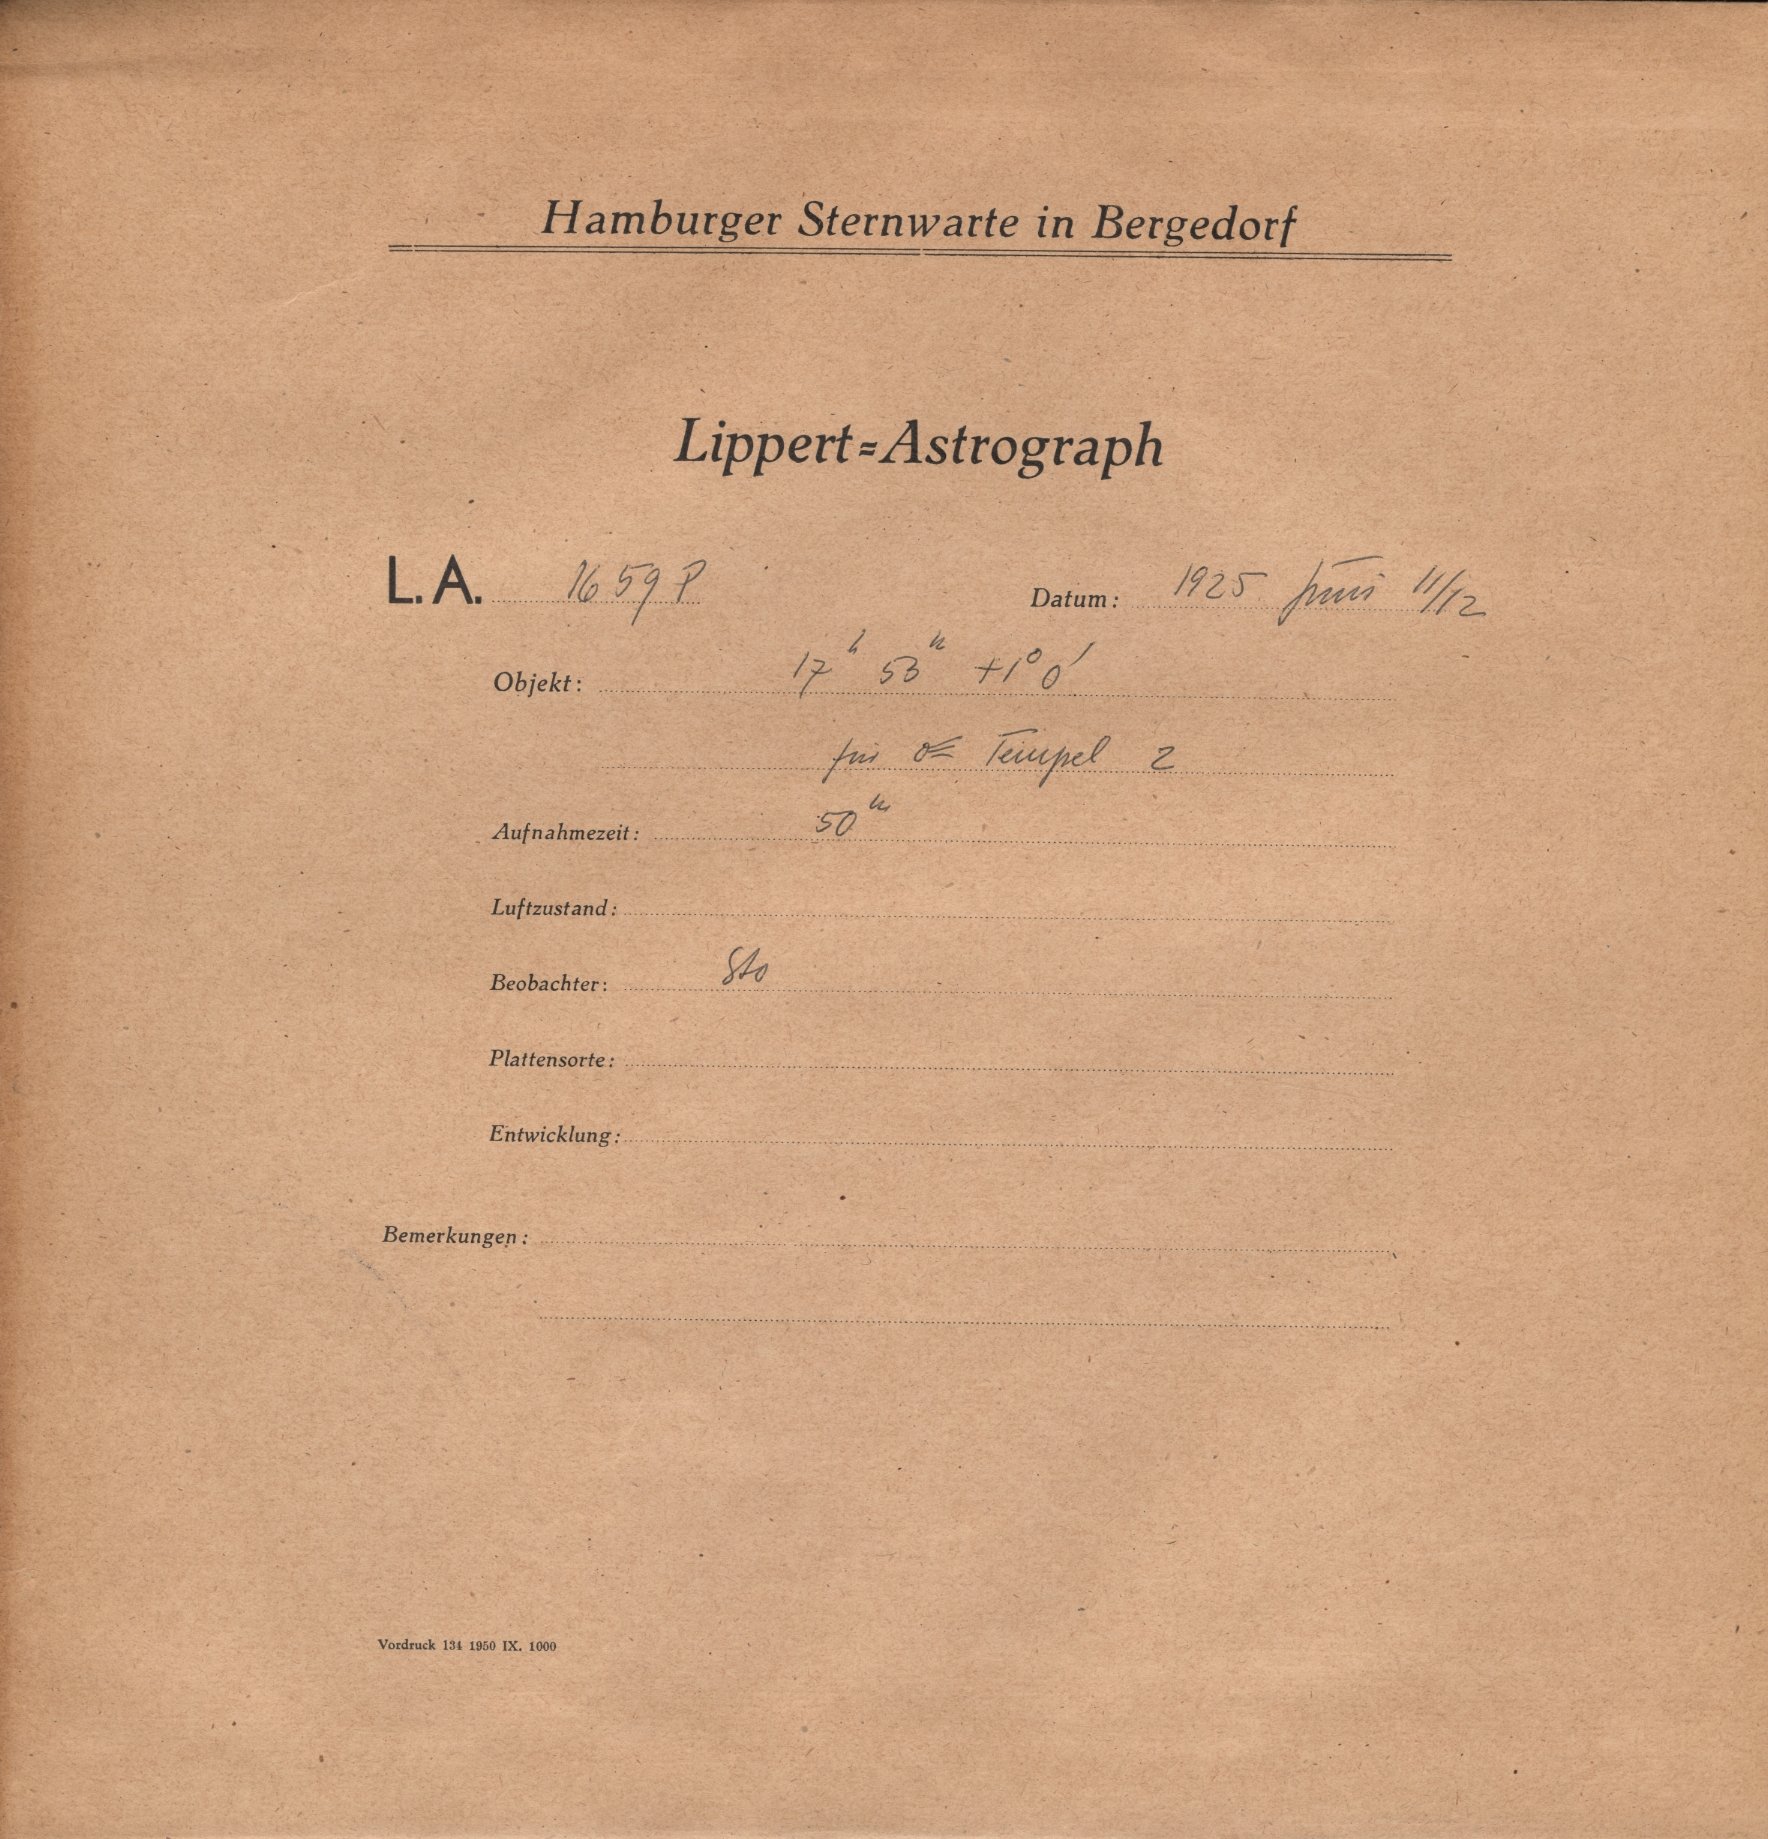 Hamburger Sternwarte in Bergedorf
Lippert=Astrograph
L.A. 1659 P Datum: 1925 Juni 11/12
Objekt: 17ʰ 53ᵐ +1° 0′
für ☄ Tempel 2
Aufnahmezeit: 50ᵐ
Luftzustand:
Beobachter: Sto
Plattensorte:
Entwicklung:
Bemerkungen:
Vordruck 134 1950 IX. 1000